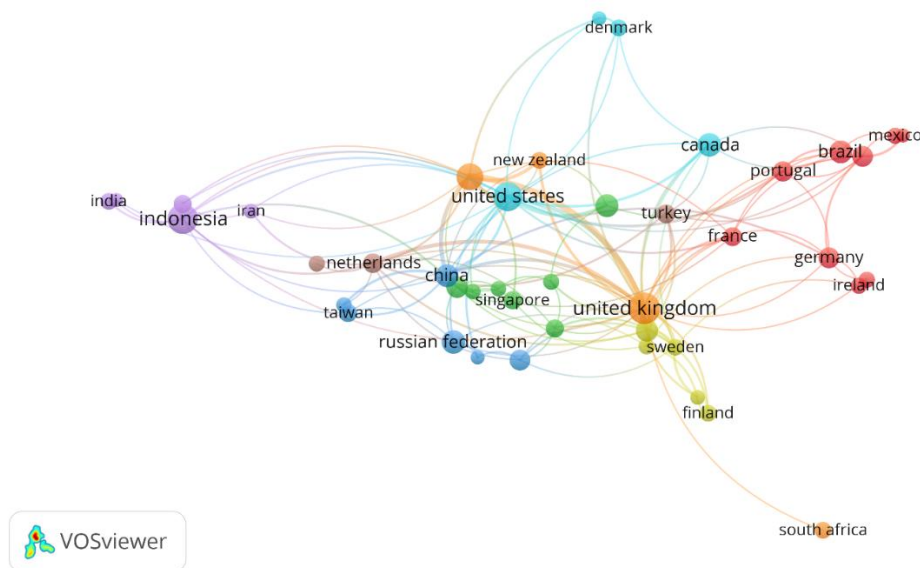 denmark
canada
mexico
brazil
new zealand
portugal
united states
india
iran
indonesia
turkey
france
netherlands
china
germany
ireland
singapore
taiwan
united kingdom
russian federation
sweden
finland
south africa
VOSviewer